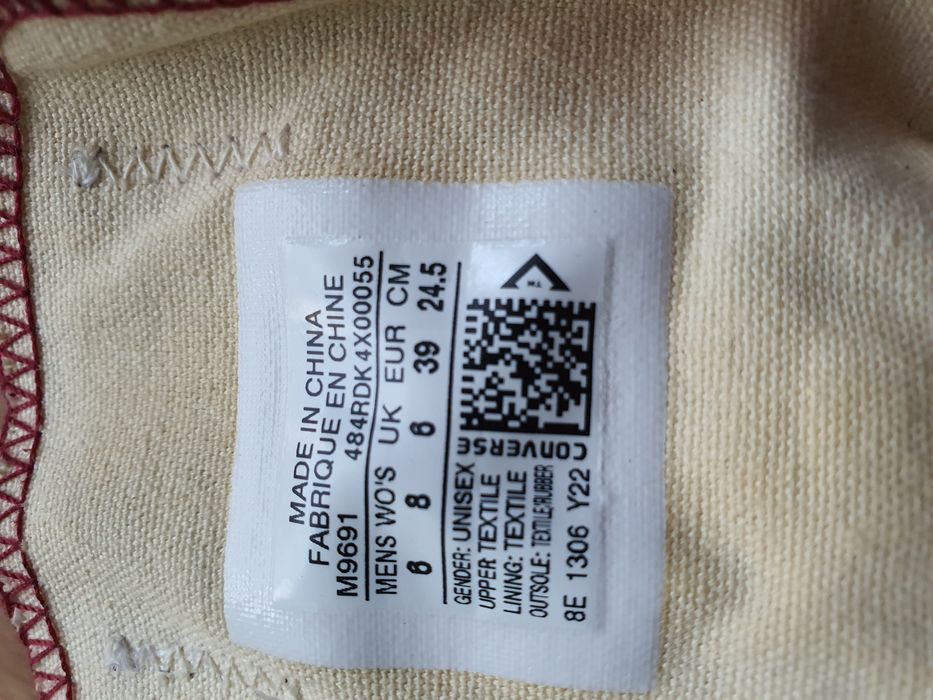 MADE IN CHINA
FABRIQUE EN CHINE
M9691 484RDK4X00055
MENS WO'S UK EUR CM
6 8 6 39 24.5
GENDER: UNISEX
UPPER TEXTILE
LINING: TEXTILE
OUTSOLE: TEXTILE/RUBBER
8E 1306 Y22
CONVERSE
TM